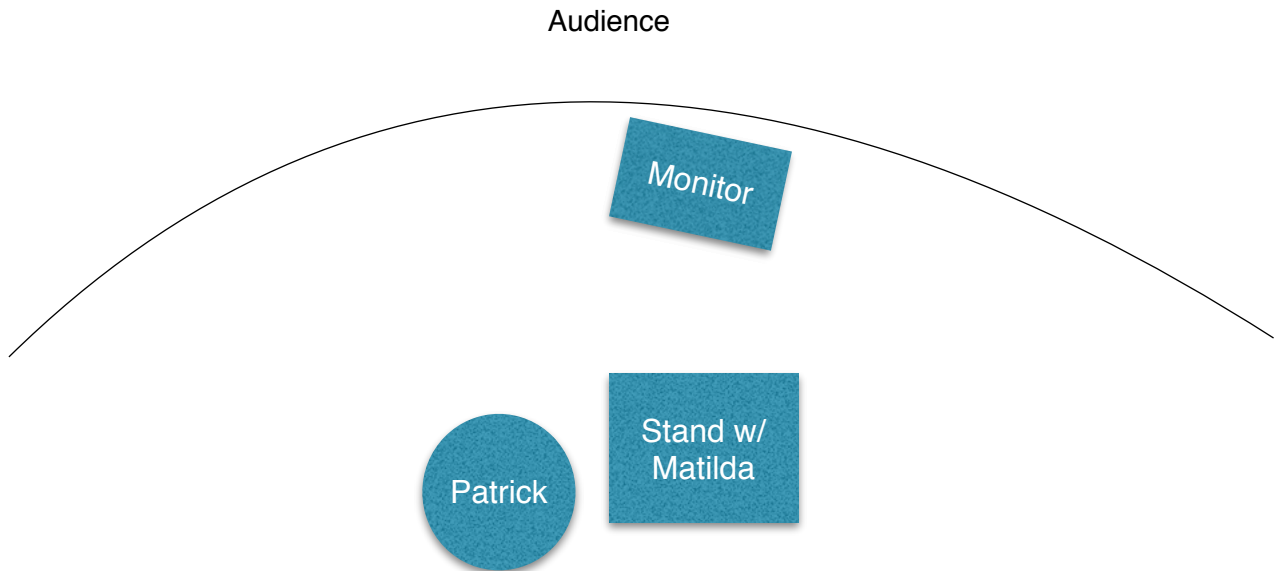 Audience
Monitor
Stand w/
Matilda
Patrick